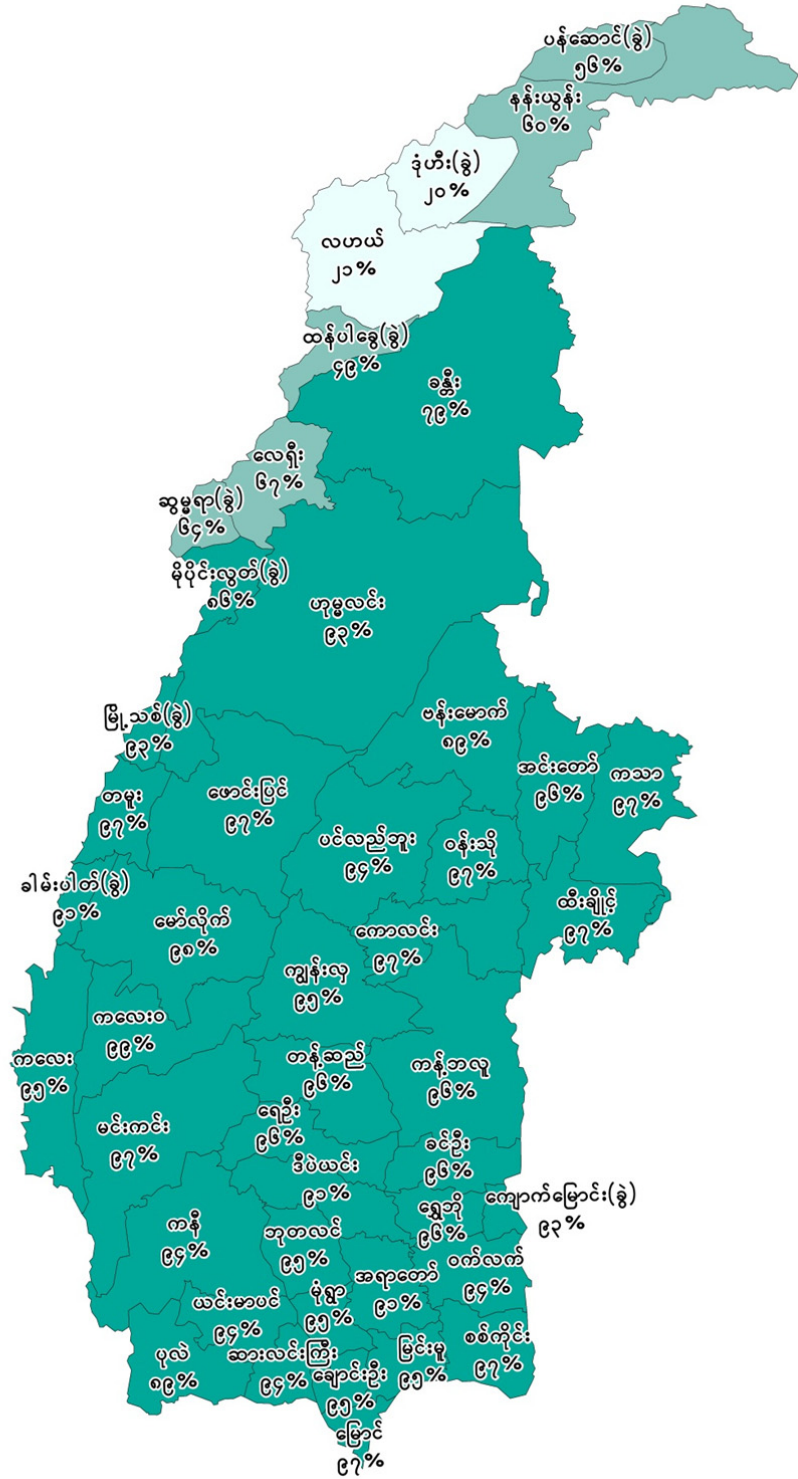 ပန်ဆောင်(ခွဲ)
၅၆%
နန်းယွန်း
၆၀%
ဒုံဟီး(ခွဲ)
၂၀%
လဟယ်
၂၁%
ထန်ပါခွေ(ခွဲ)
၄၉%
ခန္တီး
၇၉%
လေရှီး
၆၇%
ဆွမ္မရာ(ခွဲ)
၆၄%
မိုပိုင်းလွတ်(ခွဲ)
၈၆%
ဟုမ္မလင်း
၉၃%
မြို့သစ်(ခွဲ)
၉၃%
ဗန်းမောက်
၈၉%
အင်းတော်
၉၆%
ကသာ
၉၇%
တမူး
၉၇%
ဖောင်းပြင်
၉၇%
ပင်လည်ဘူး
၉၄%
ဝန်းသို
၉၇%
ခါမ်းပါတ်(ခွဲ)
၉၁%
မော်လိုက်
၉၈%
ကောလင်း
၉၇%
ထီးချိုင့်
၉၇%
ကျွန်းလှ
၉၅%
ကလေးဝ
၉၉%
ကလေး
၉၅%
တန့်ဆည်
၉၆%
ကန့်ဘလူ
၉၆%
မင်းကင်း
၉၇%
ရေဦး
၉၆%
ခင်ဦး
၉၆%
ဒီပဲယင်း
၉၁%
ရွှေဘို
၉၆%
ကျောက်မြောင်း(ခွဲ)
၉၃%
ကနီ
၉၄%
ဘုတလင်
၉၅%
ဝက်လက်
၉၄%
အရာတော်
၉၁%
ယင်းမာပင်
၉၄%
မုံရွာ
၉၅%
ပုလဲ
၈၉%
ဆားလင်းကြီး
၉၄%
ချောင်းဦး
၉၅%
မြင်းမူ
၉၅%
စစ်ကိုင်း
၉၇%
မြောင်
၉၇%